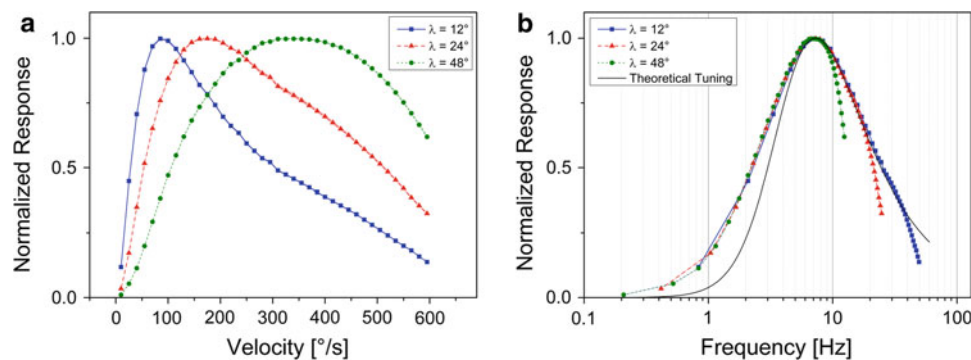 a
Normalized Response
1.0
0.5
0.0
0
100
200
300
400
500
600
Velocity [°/s]
λ = 12°
λ = 24°
λ = 48°
b
Normalized Response
1.0
0.5
0.0
0.1
1
10
100
Frequency [Hz]
λ = 12°
λ = 24°
λ = 48°
Theoretical Tuning